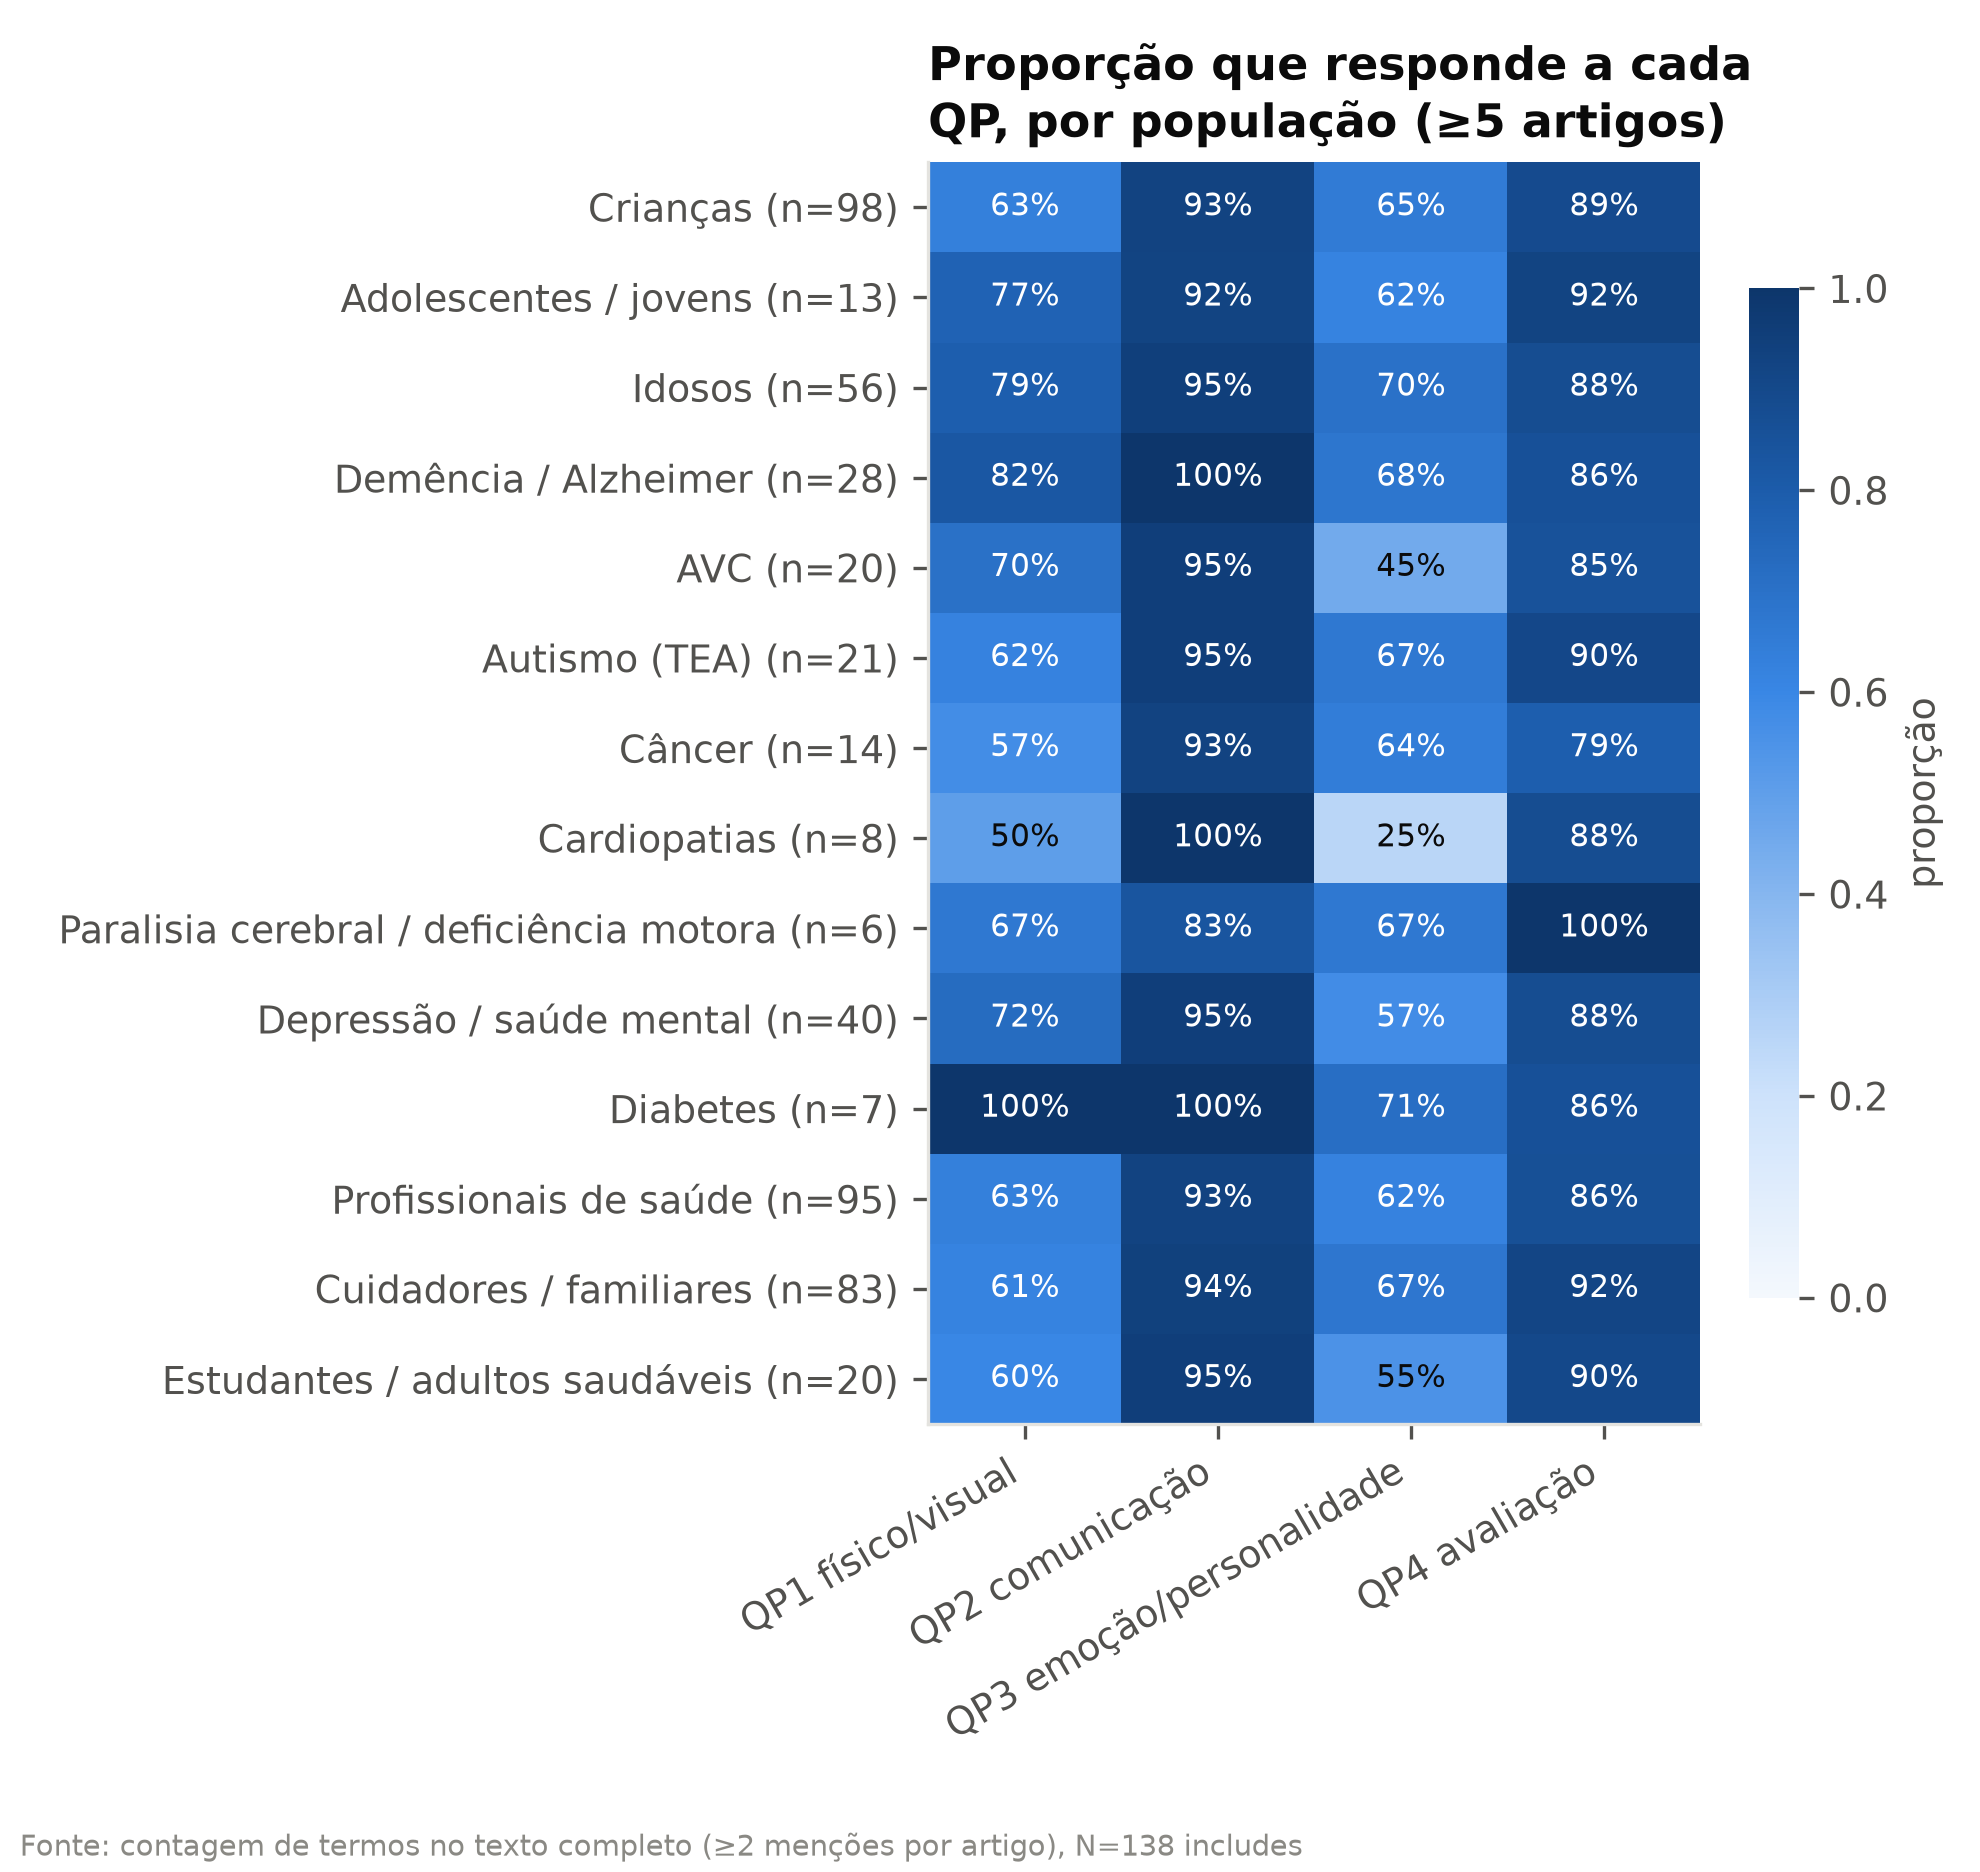 Proporção que responde a cada
QP, por população (≥5 artigos)
Crianças (n=98) 63% 93% 65% 89%
Adolescentes / jovens (n=13) 77% 92% 62% 92%
Idosos (n=56) 79% 95% 70% 88%
Demência / Alzheimer (n=28) 82% 100% 68% 86%
AVC (n=20) 70% 95% 45% 85%
Autismo (TEA) (n=21) 62% 95% 67% 90%
Câncer (n=14) 57% 93% 64% 79%
Cardiopatias (n=8) 50% 100% 25% 88%
Paralisia cerebral / deficiência motora (n=6) 67% 83% 67% 100%
Depressão / saúde mental (n=40) 72% 95% 57% 88%
Diabetes (n=7) 100% 100% 71% 86%
Profissionais de saúde (n=95) 63% 93% 62% 86%
Cuidadores / familiares (n=83) 61% 94% 67% 92%
Estudantes / adultos saudáveis (n=20) 60% 95% 55% 90%
QP1 físico/visual
QP2 comunicação
QP3 emoção/personalidade
QP4 avaliação
1.0
0.8
0.6
0.4
0.2
0.0
proporção
Fonte: contagem de termos no texto completo (≥2 menções por artigo), N=138 includes